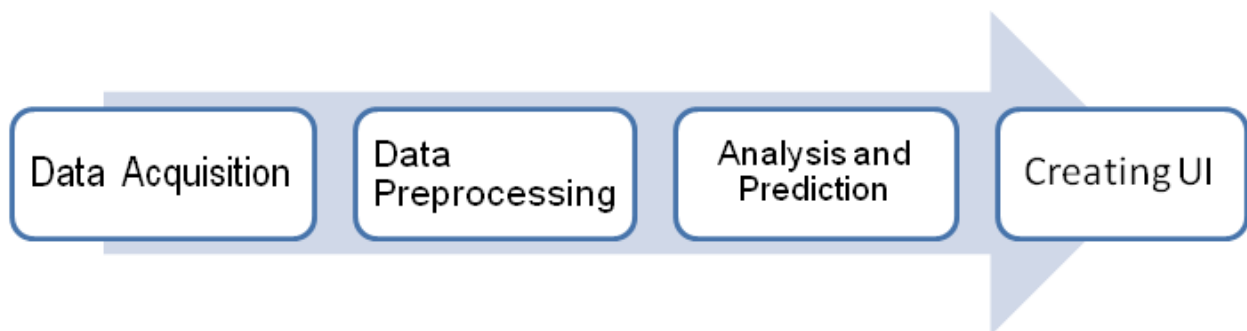 Data Acquisition
Data
Preprocessing
Analysis and
Prediction
Creating UI